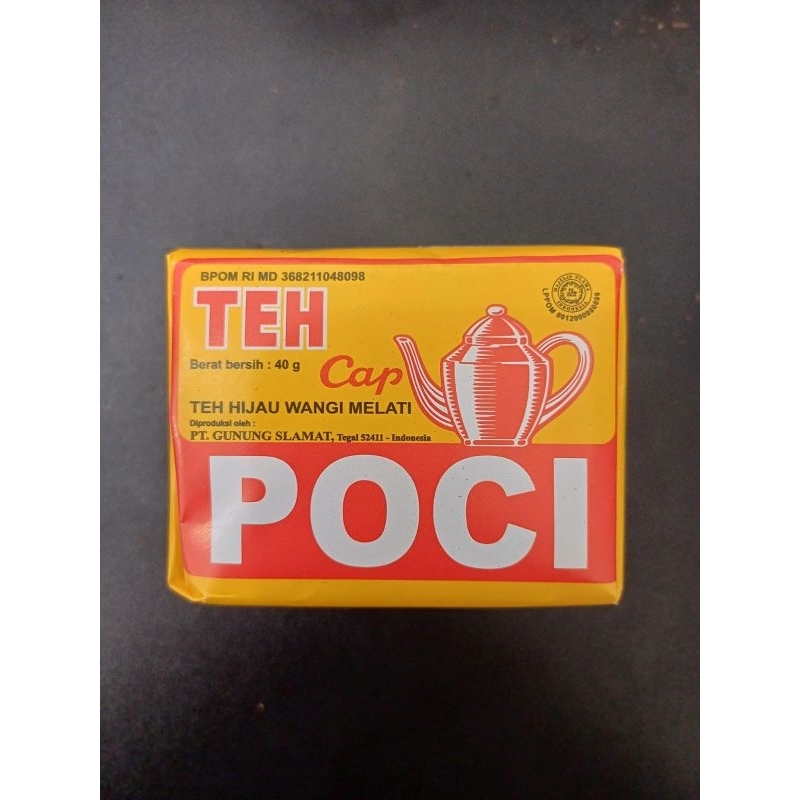 BPOM RI MD 368211048098
TEH
Berat bersih : 40 g
Cap
TEH HIJAU WANGI MELATI
Diproduksi oleh :
PT. GUNUNG SLAMAT, Tegal 52411 - Indonesia
POCI